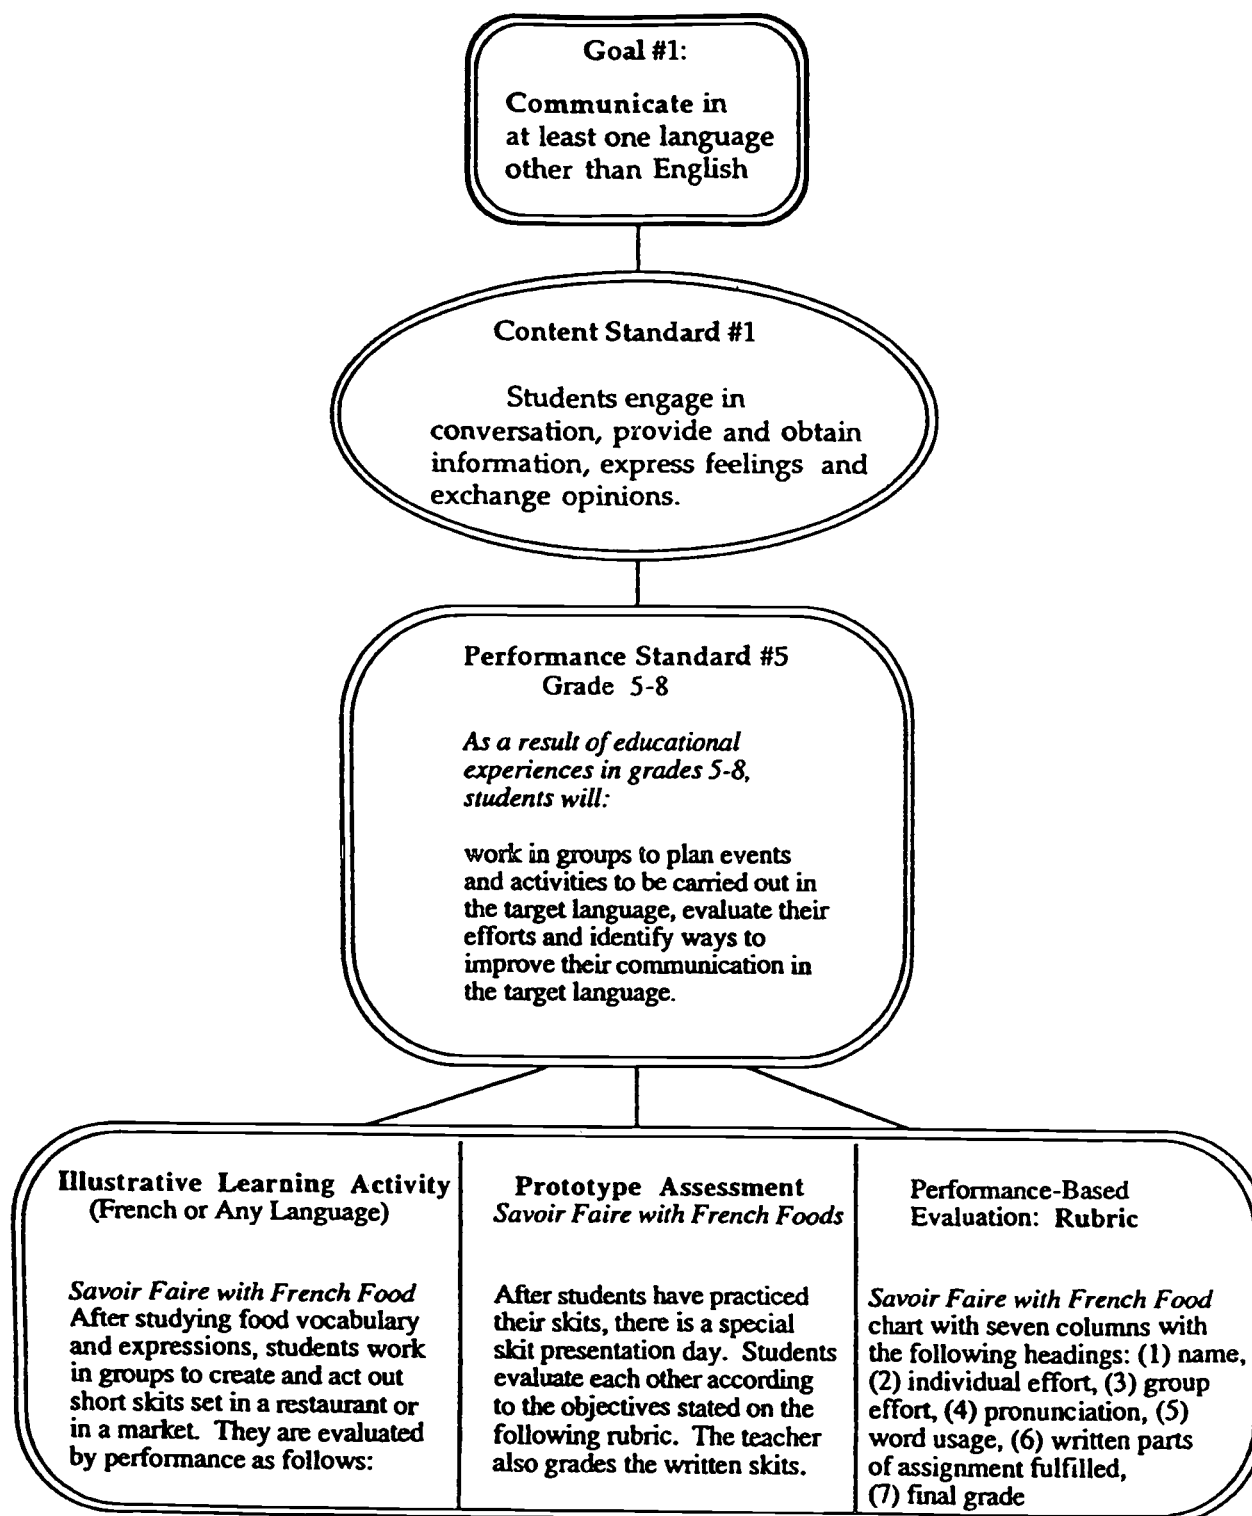 Goal #1:
Communicate in
at least one language
other than English
Content Standard #1
Students engage in
conversation, provide and obtain
information, express feelings and
exchange opinions.
Performance Standard #5
Grade 5-8
As a result of educational
experiences in grades 5-8,
students will:
work in groups to plan events
and activities to be carried out in
the target language, evaluate their
efforts and identify ways to
improve their communication in
the target language.
Illustrative Learning Activity
(French or Any Language)
Savoir Faire with French Food
After studying food vocabulary
and expressions, students work
in groups to create and act out
short skits set in a restaurant or
in a market. They are evaluated
by performance as follows:
Prototype Assessment
Savoir Faire with French Foods
After students have practiced
their skits, there is a special
skit presentation day. Students
evaluate each other according
to the objectives stated on the
following rubric. The teacher
also grades the written skits.
Performance-Based
Evaluation: Rubric
Savoir Faire with French Food
chart with seven columns with
the following headings: (1) name,
(2) individual effort, (3) group
effort, (4) pronunciation, (5)
word usage, (6) written parts
of assignment fulfilled,
(7) final grade